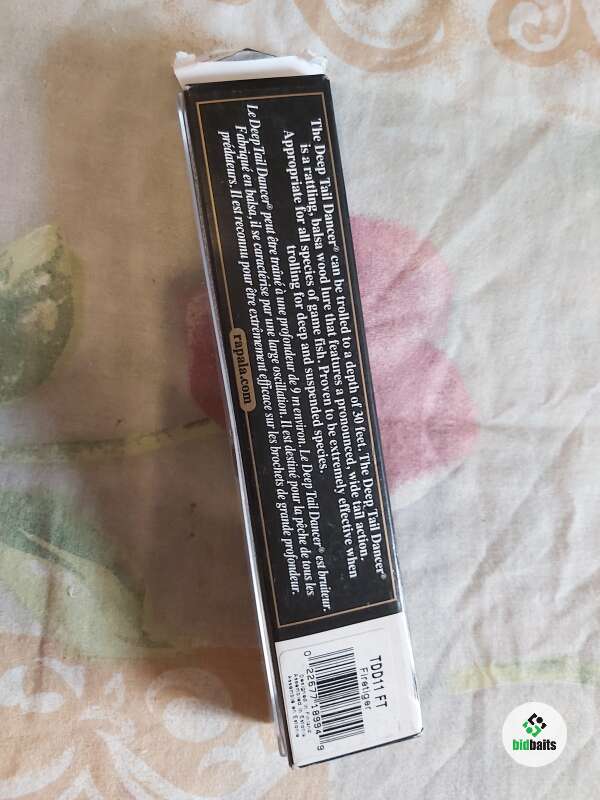 The Deep Tail Dancer® can be trolled to a depth of 30 feet. The Deep Tail Dancer®
is a rattling, balsa wood lure that features a pronounced, wide tail action.
Appropriate for all species of game fish. Proven to be extremely effective when
trolling for deep and suspended species.
Le Deep Tail Dancer® peut être traîné à une profondeur de 9 m environ. Le Deep Tail Dancer® est bruiteur.
Fabriqué en balsa, il se caractérise par une large oscillation. Il est destiné pour la pêche de tous les
prédateurs. Il est reconnu pour être extrêmement efficace sur les brochets de grande profondeur.
rapala.com
TDD11 FT
Firetiger
Designed in
Assembled in Estonia
bidbaits